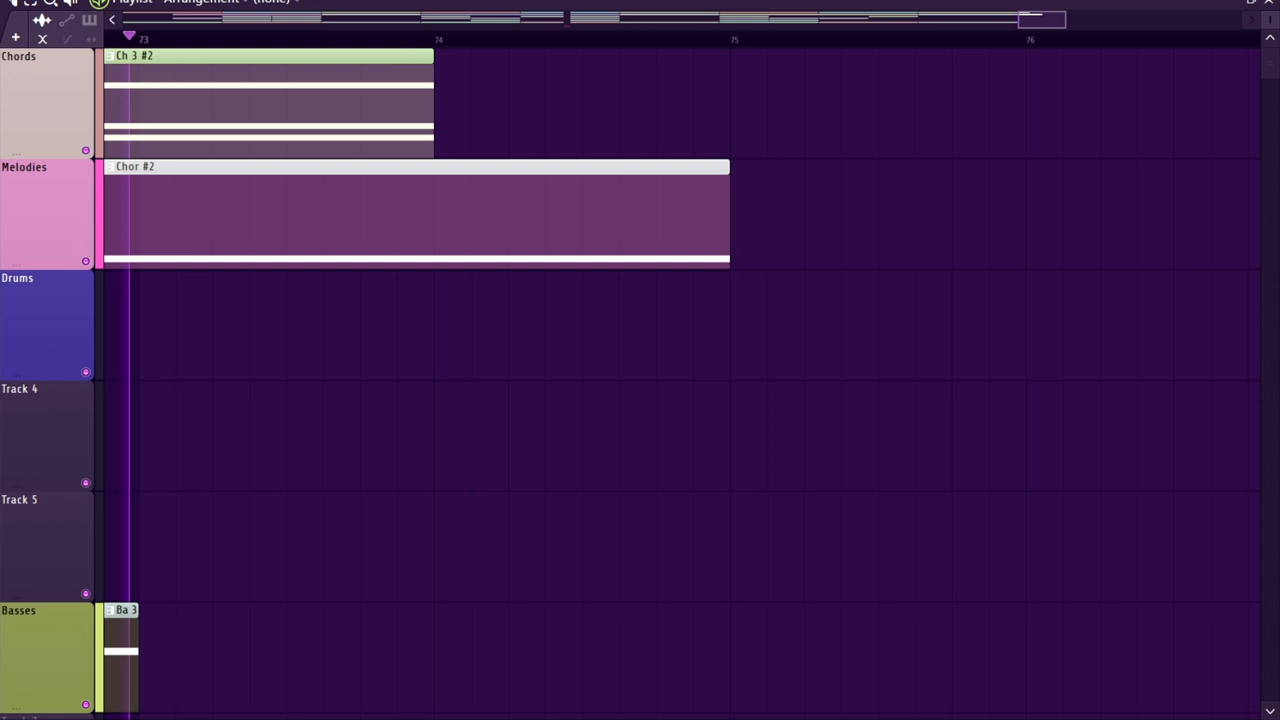 Playlist - Arrangement (none)
73
74
75
76
Chords
Ch 3 #2
Melodies
Chor #2
Drums
Track 4
Track 5
Basses
Ba 3